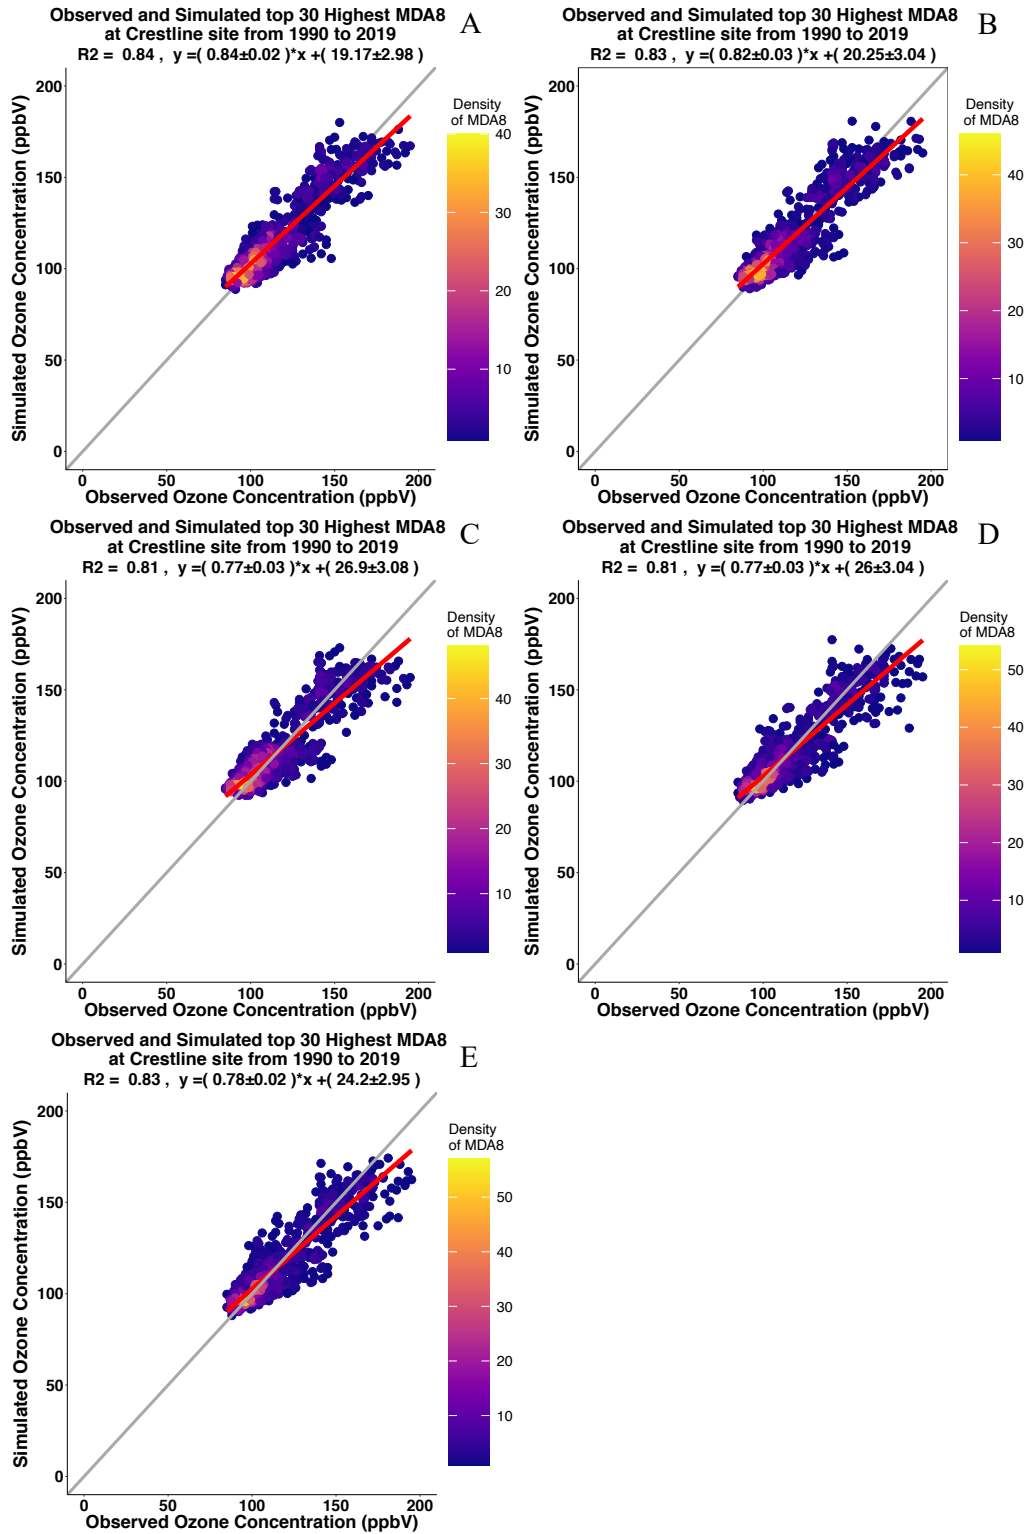 Observed and Simulated top 30 Highest MDA8
at Crestline site from 1990 to 2019
R2 = 0.84 , y =( 0.84±0.02 )*x +( 19.17±2.98 )
A
Simulated Ozone Concentration (ppbV)
200
150
100
50
0
0 50 100 150 200
Observed Ozone Concentration (ppbV)
Density
of MDA8
40
30
20
10
Observed and Simulated top 30 Highest MDA8
at Crestline site from 1990 to 2019
R2 = 0.83 , y =( 0.82±0.03 )*x +( 20.25±3.04 )
B
Simulated Ozone Concentration (ppbV)
200
150
100
50
0
0 50 100 150 200
Observed Ozone Concentration (ppbV)
Density
of MDA8
40
30
20
10
Observed and Simulated top 30 Highest MDA8
at Crestline site from 1990 to 2019
R2 = 0.81 , y =( 0.77±0.03 )*x +( 26.9±3.08 )
C
Simulated Ozone Concentration (ppbV)
200
150
100
50
0
0 50 100 150 200
Observed Ozone Concentration (ppbV)
Density
of MDA8
40
30
20
10
Observed and Simulated top 30 Highest MDA8
at Crestline site from 1990 to 2019
R2 = 0.81 , y =( 0.77±0.03 )*x +( 26±3.04 )
D
Simulated Ozone Concentration (ppbV)
200
150
100
50
0
0 50 100 150 200
Observed Ozone Concentration (ppbV)
Density
of MDA8
50
40
30
20
10
Observed and Simulated top 30 Highest MDA8
at Crestline site from 1990 to 2019
R2 = 0.83 , y =( 0.78±0.02 )*x +( 24.2±2.95 )
E
Simulated Ozone Concentration (ppbV)
200
150
100
50
0
0 50 100 150 200
Observed Ozone Concentration (ppbV)
Density
of MDA8
50
40
30
20
10